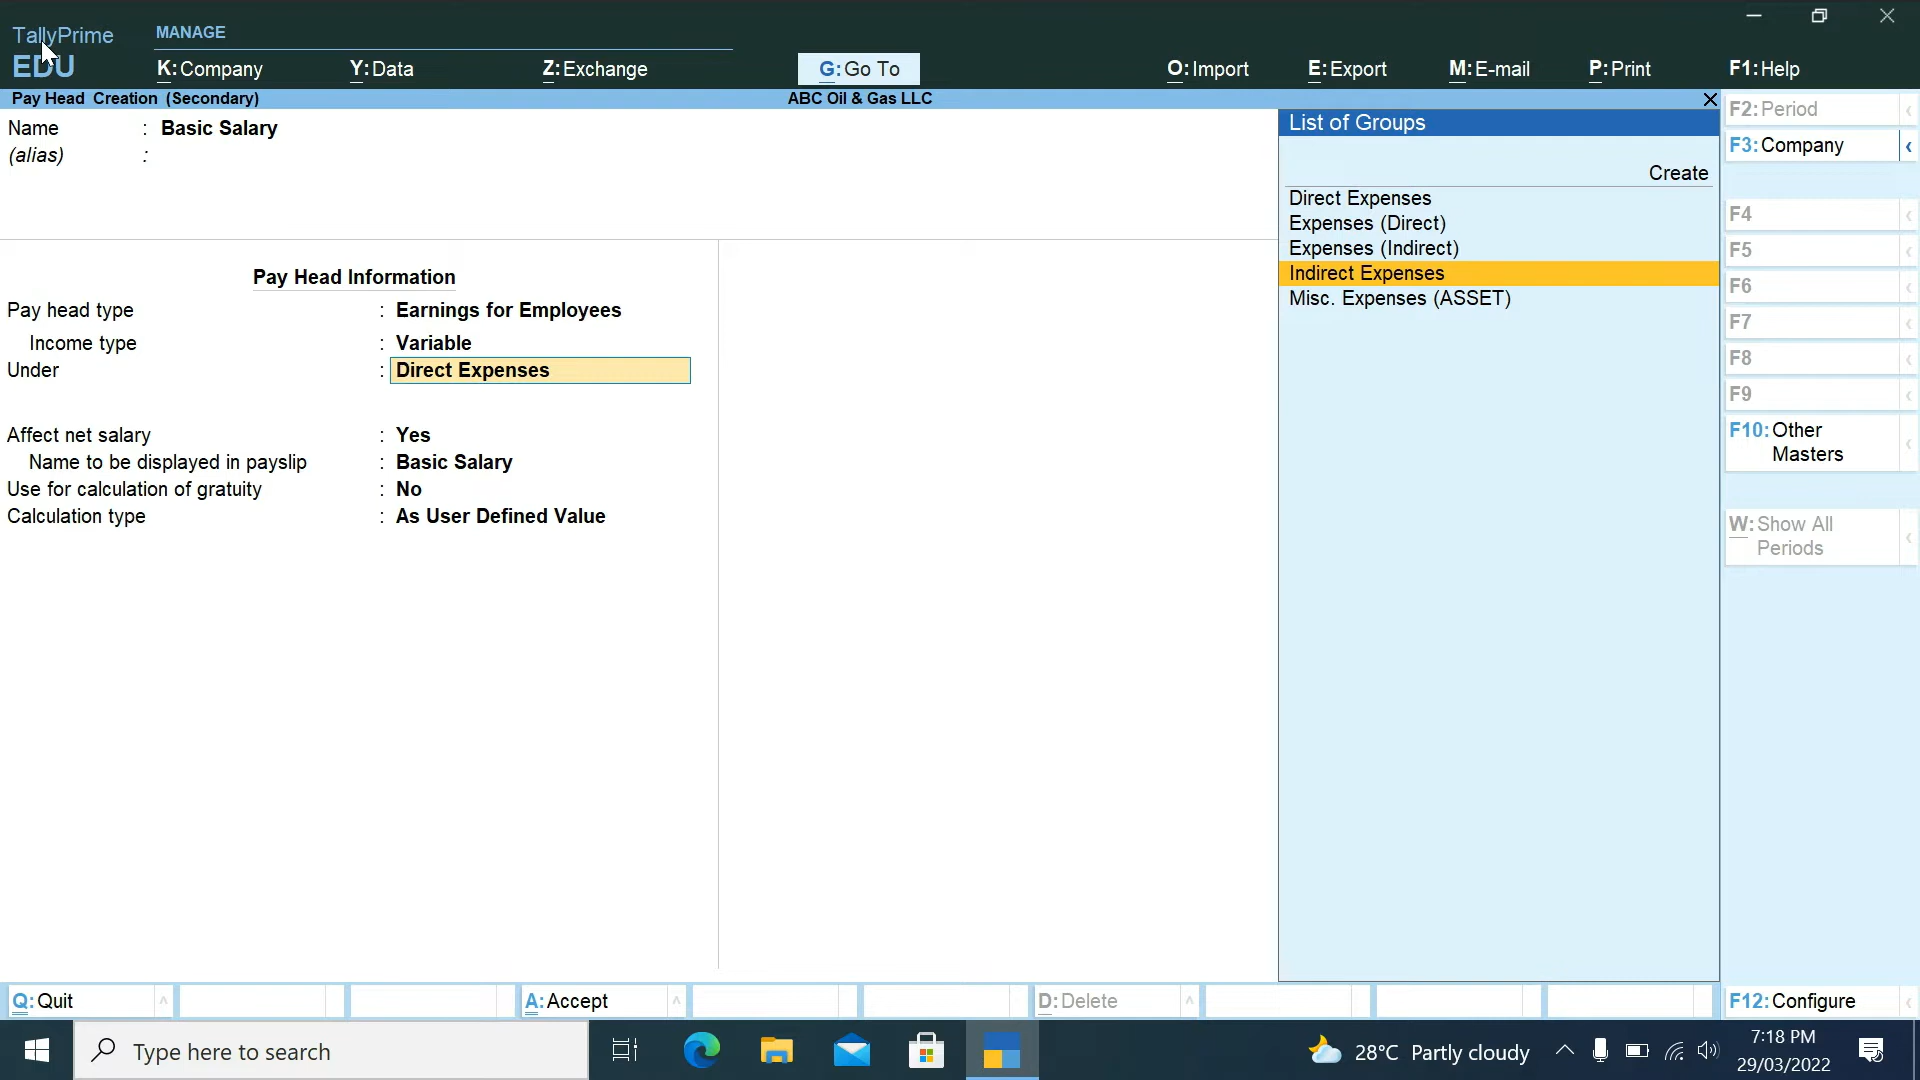 TallyPrime
EDU
MANAGE
K: Company
Y: Data
Z: Exchange
G: Go To
O: Import
E: Export
M: E-mail
P: Print
F1: Help
Pay Head Creation (Secondary)
ABC Oil & Gas LLC
Name : Basic Salary
(alias) :
Pay Head Information
Pay head type : Earnings for Employees
Income type : Variable
Under : Direct Expenses
Affect net salary : Yes
Name to be displayed in payslip : Basic Salary
Use for calculation of gratuity : No
Calculation type : As User Defined Value
List of Groups
Create
Direct Expenses
Expenses (Direct)
Expenses (Indirect)
Indirect Expenses
Misc. Expenses (ASSET)
F2: Period
F3: Company
F4
F5
F6
F7
F8
F9
F10: Other
Masters
W: Show All
Periods
Q: Quit
A: Accept
D: Delete
F12: Configure
Type here to search
28°C Partly cloudy
7:18 PM
29/03/2022